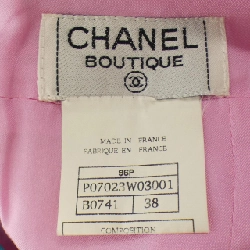 CHANEL
BOUTIQUE
MADE IN FRANCE
FABRIQUE EN FRANCE
96P
P07023W03001
B0741 38
COMPOSITION